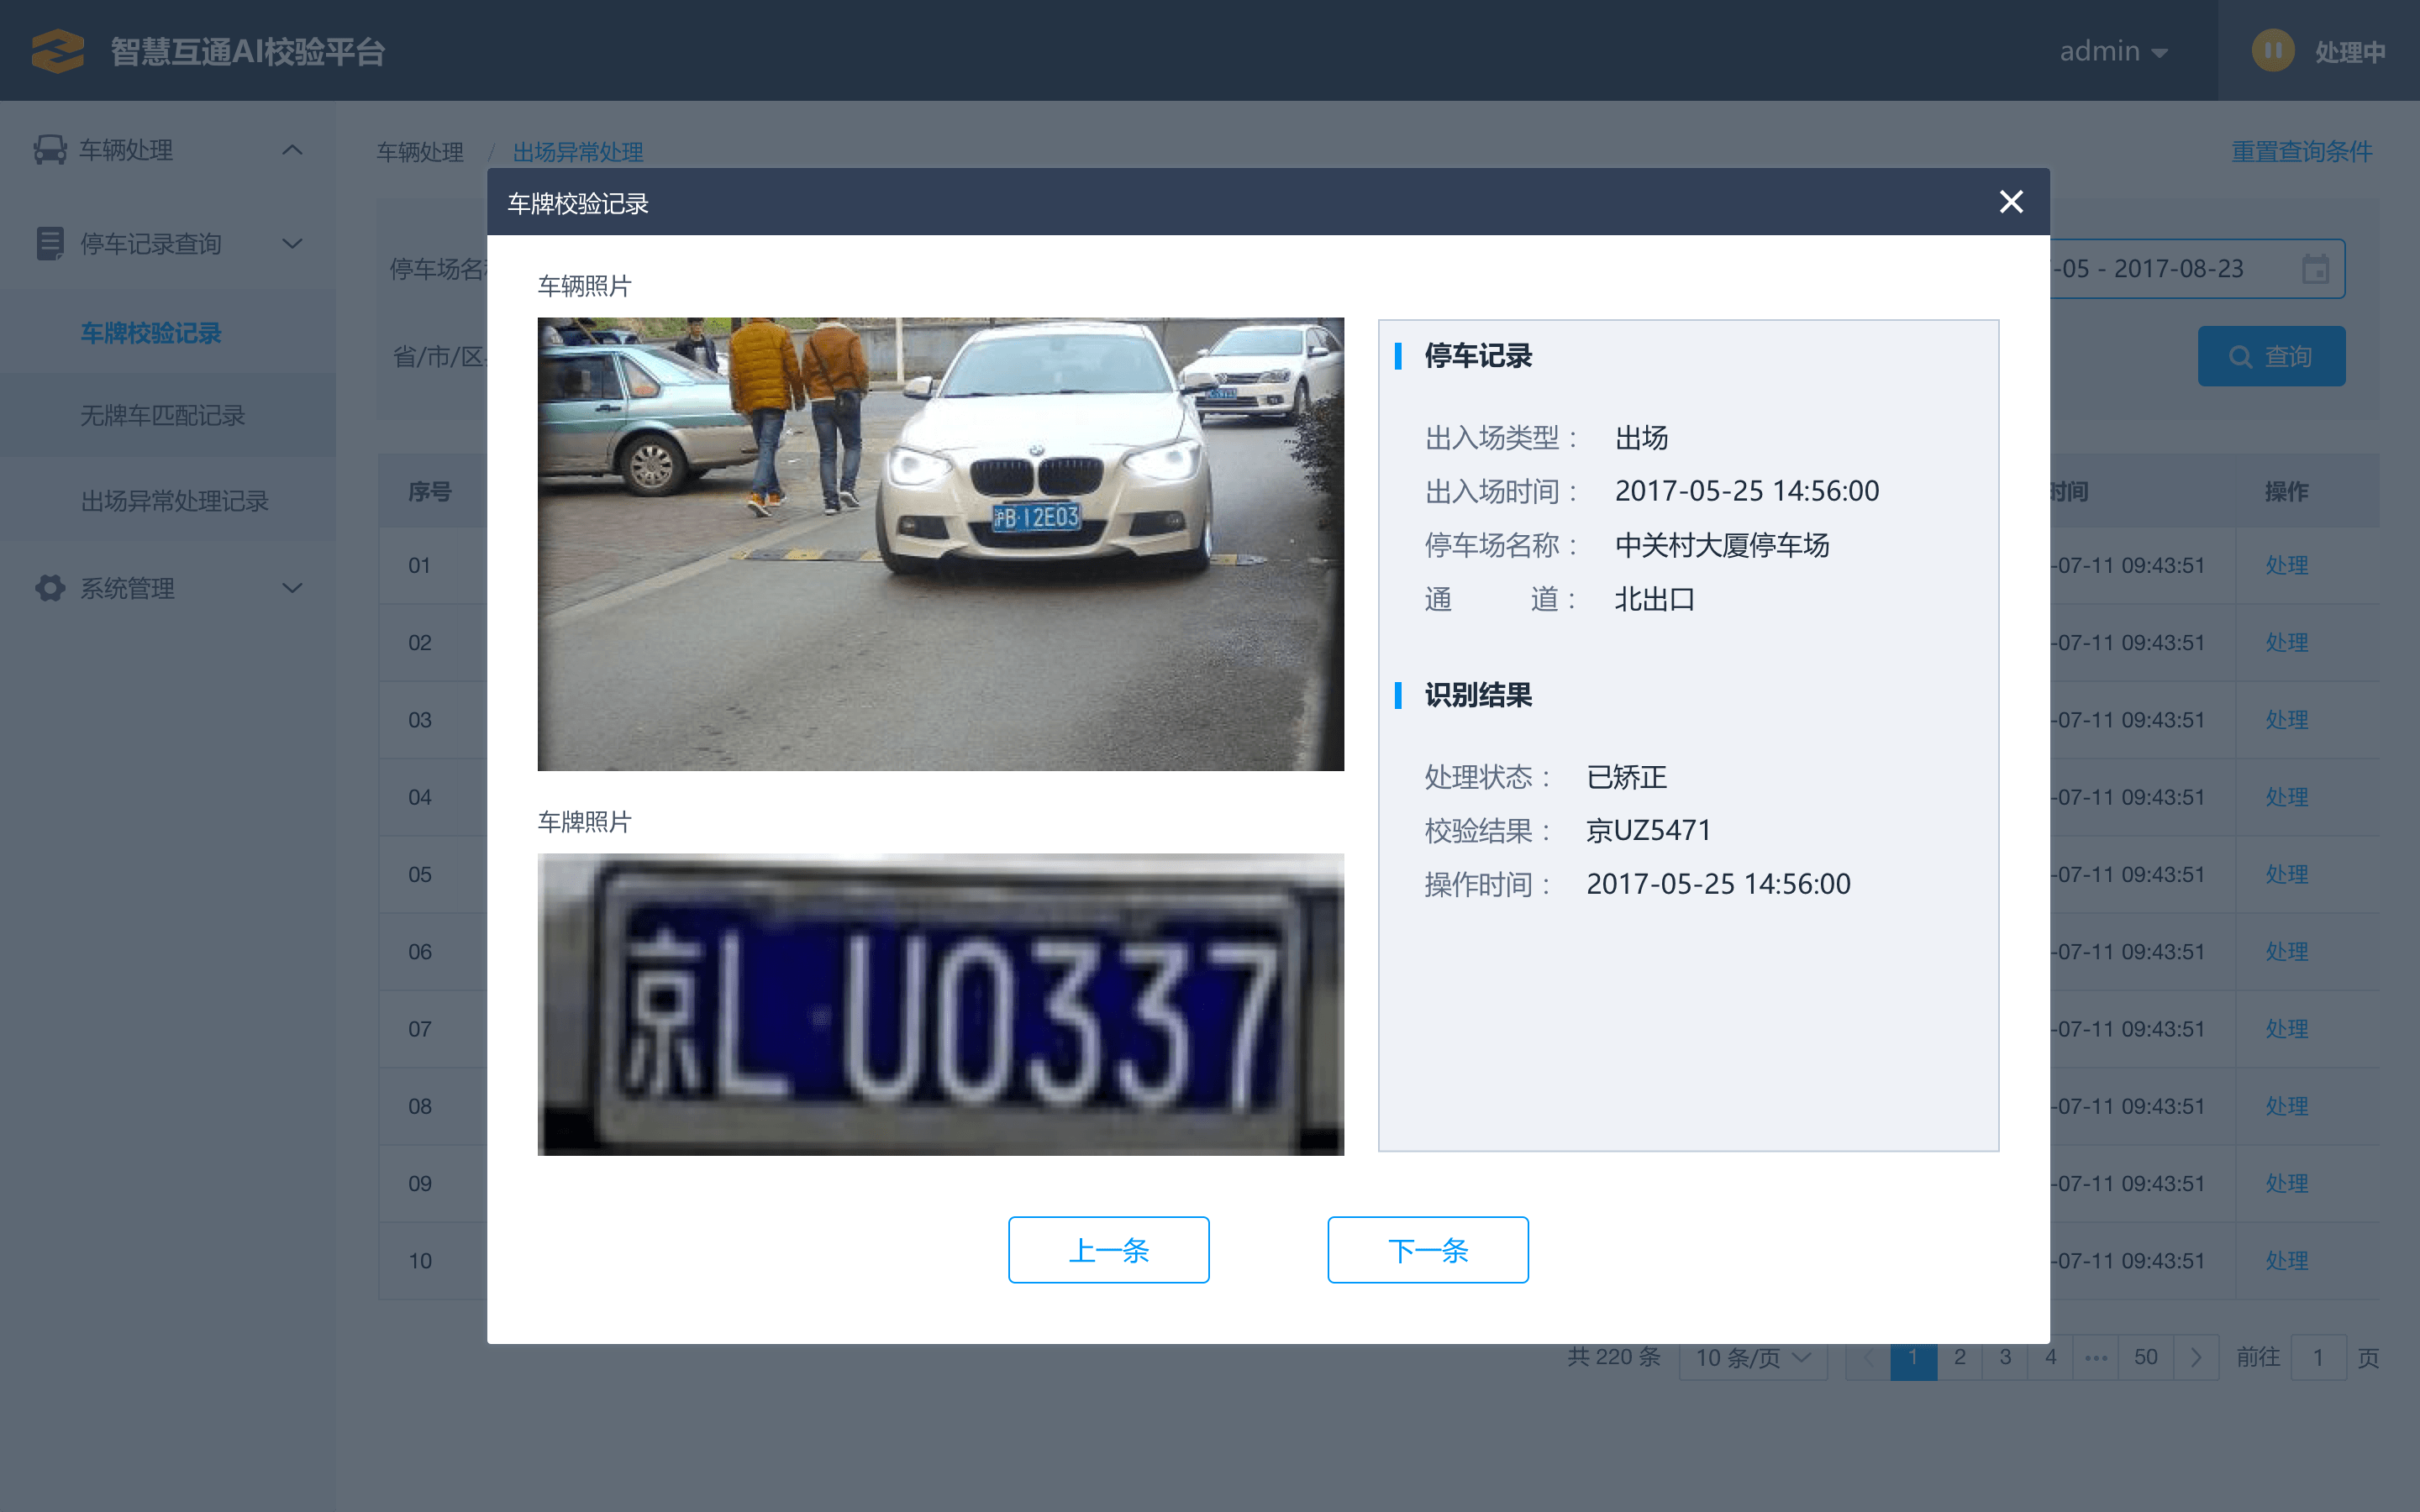 智慧互通AI校验平台
admin
处理中
车辆处理
停车记录查询
车牌校验记录
无牌车匹配记录
出场异常处理记录
系统管理
车辆处理 / 出场异常处理
重置查询条件
停车场名
-05 - 2017-08-23
省/市/区
查询
序号
时间
操作
01
-07-11 09:43:51
处理
02
-07-11 09:43:51
处理
03
-07-11 09:43:51
处理
04
-07-11 09:43:51
处理
05
-07-11 09:43:51
处理
06
-07-11 09:43:51
处理
07
-07-11 09:43:51
处理
08
-07-11 09:43:51
处理
09
-07-11 09:43:51
处理
10
-07-11 09:43:51
处理
共 220 条
10 条/页
1
2
3
4
•••
50
前往
1
页
车牌校验记录
车辆照片
沪B·12E03
车牌照片
京L·U0337
停车记录
出入场类型： 出场
出入场时间： 2017-05-25 14:56:00
停车场名称： 中关村大厦停车场
通 道： 北出口
识别结果
处理状态： 已矫正
校验结果： 京UZ5471
操作时间： 2017-05-25 14:56:00
上一条
下一条